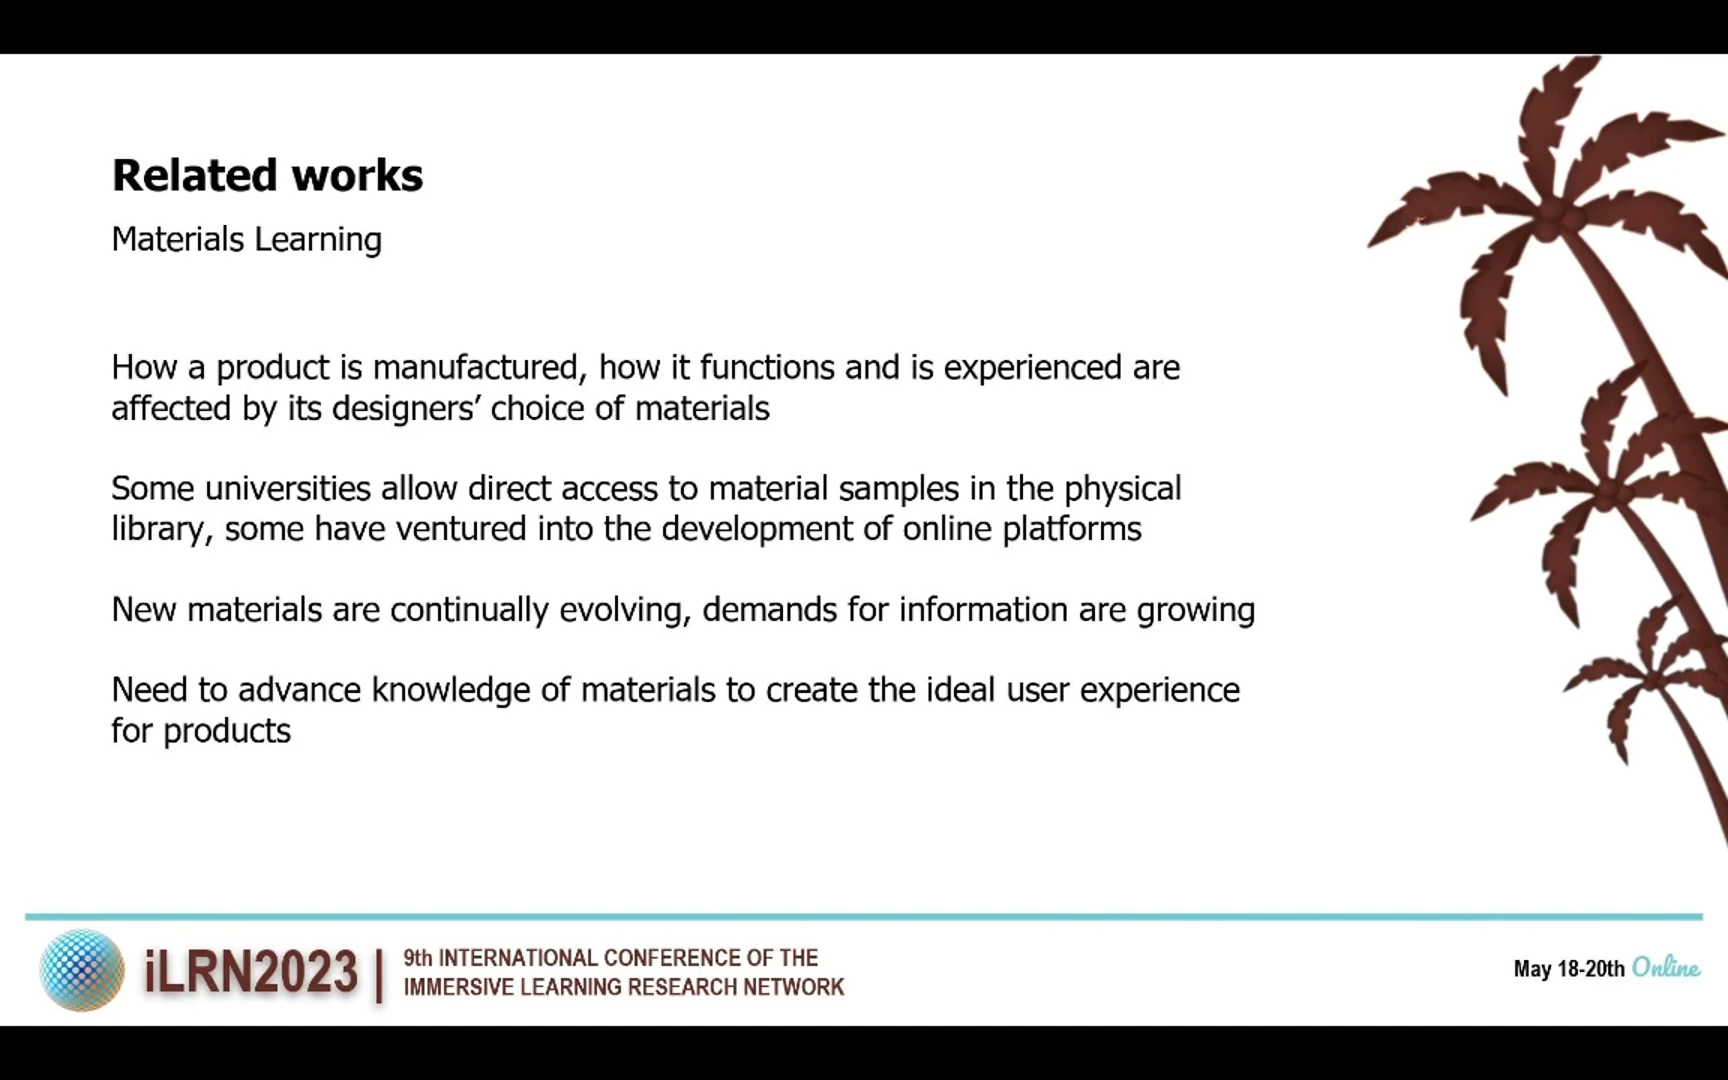 Related works
Materials Learning
How a product is manufactured, how it functions and is experienced are
affected by its designers’ choice of materials
Some universities allow direct access to material samples in the physical
library, some have ventured into the development of online platforms
New materials are continually evolving, demands for information are growing
Need to advance knowledge of materials to create the ideal user experience
for products
iLRN2023 | 9th INTERNATIONAL CONFERENCE OF THE
IMMERSIVE LEARNING RESEARCH NETWORK
May 18-20th Online